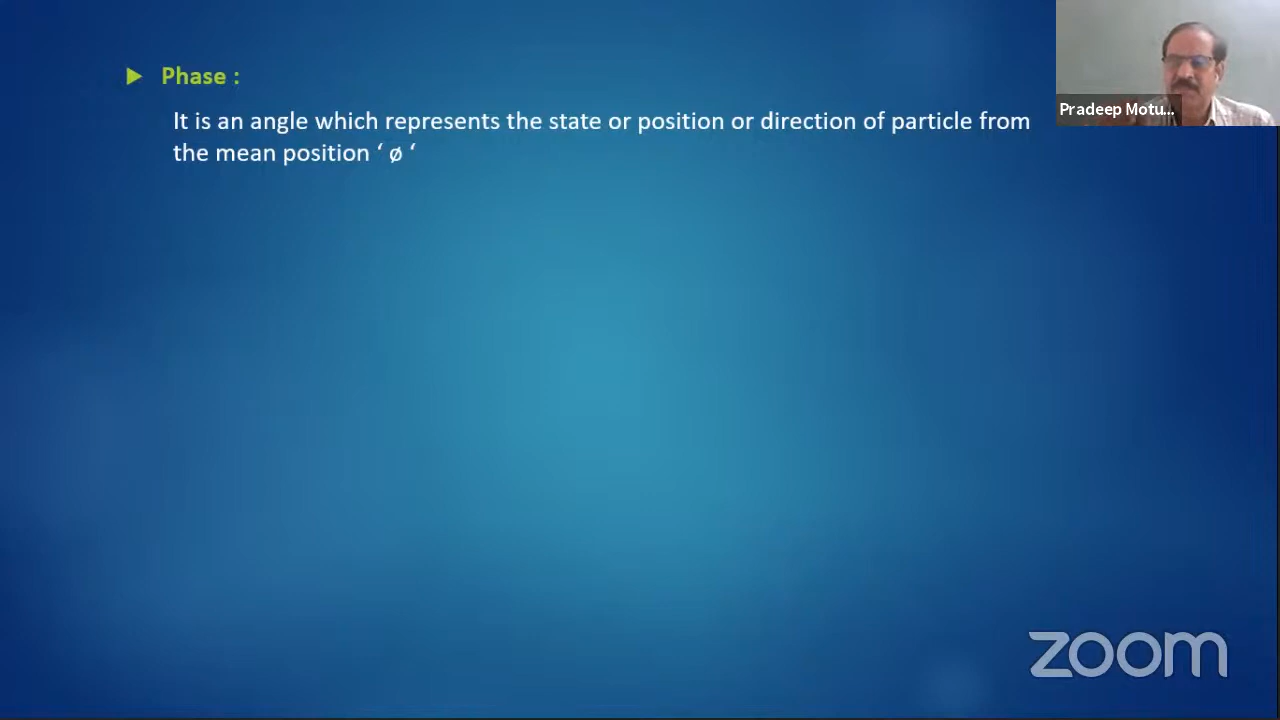 Phase :
It is an angle which represents the state or position or direction of particle from
the mean position ‘ ø ‘
Pradeep Motu...
zoom